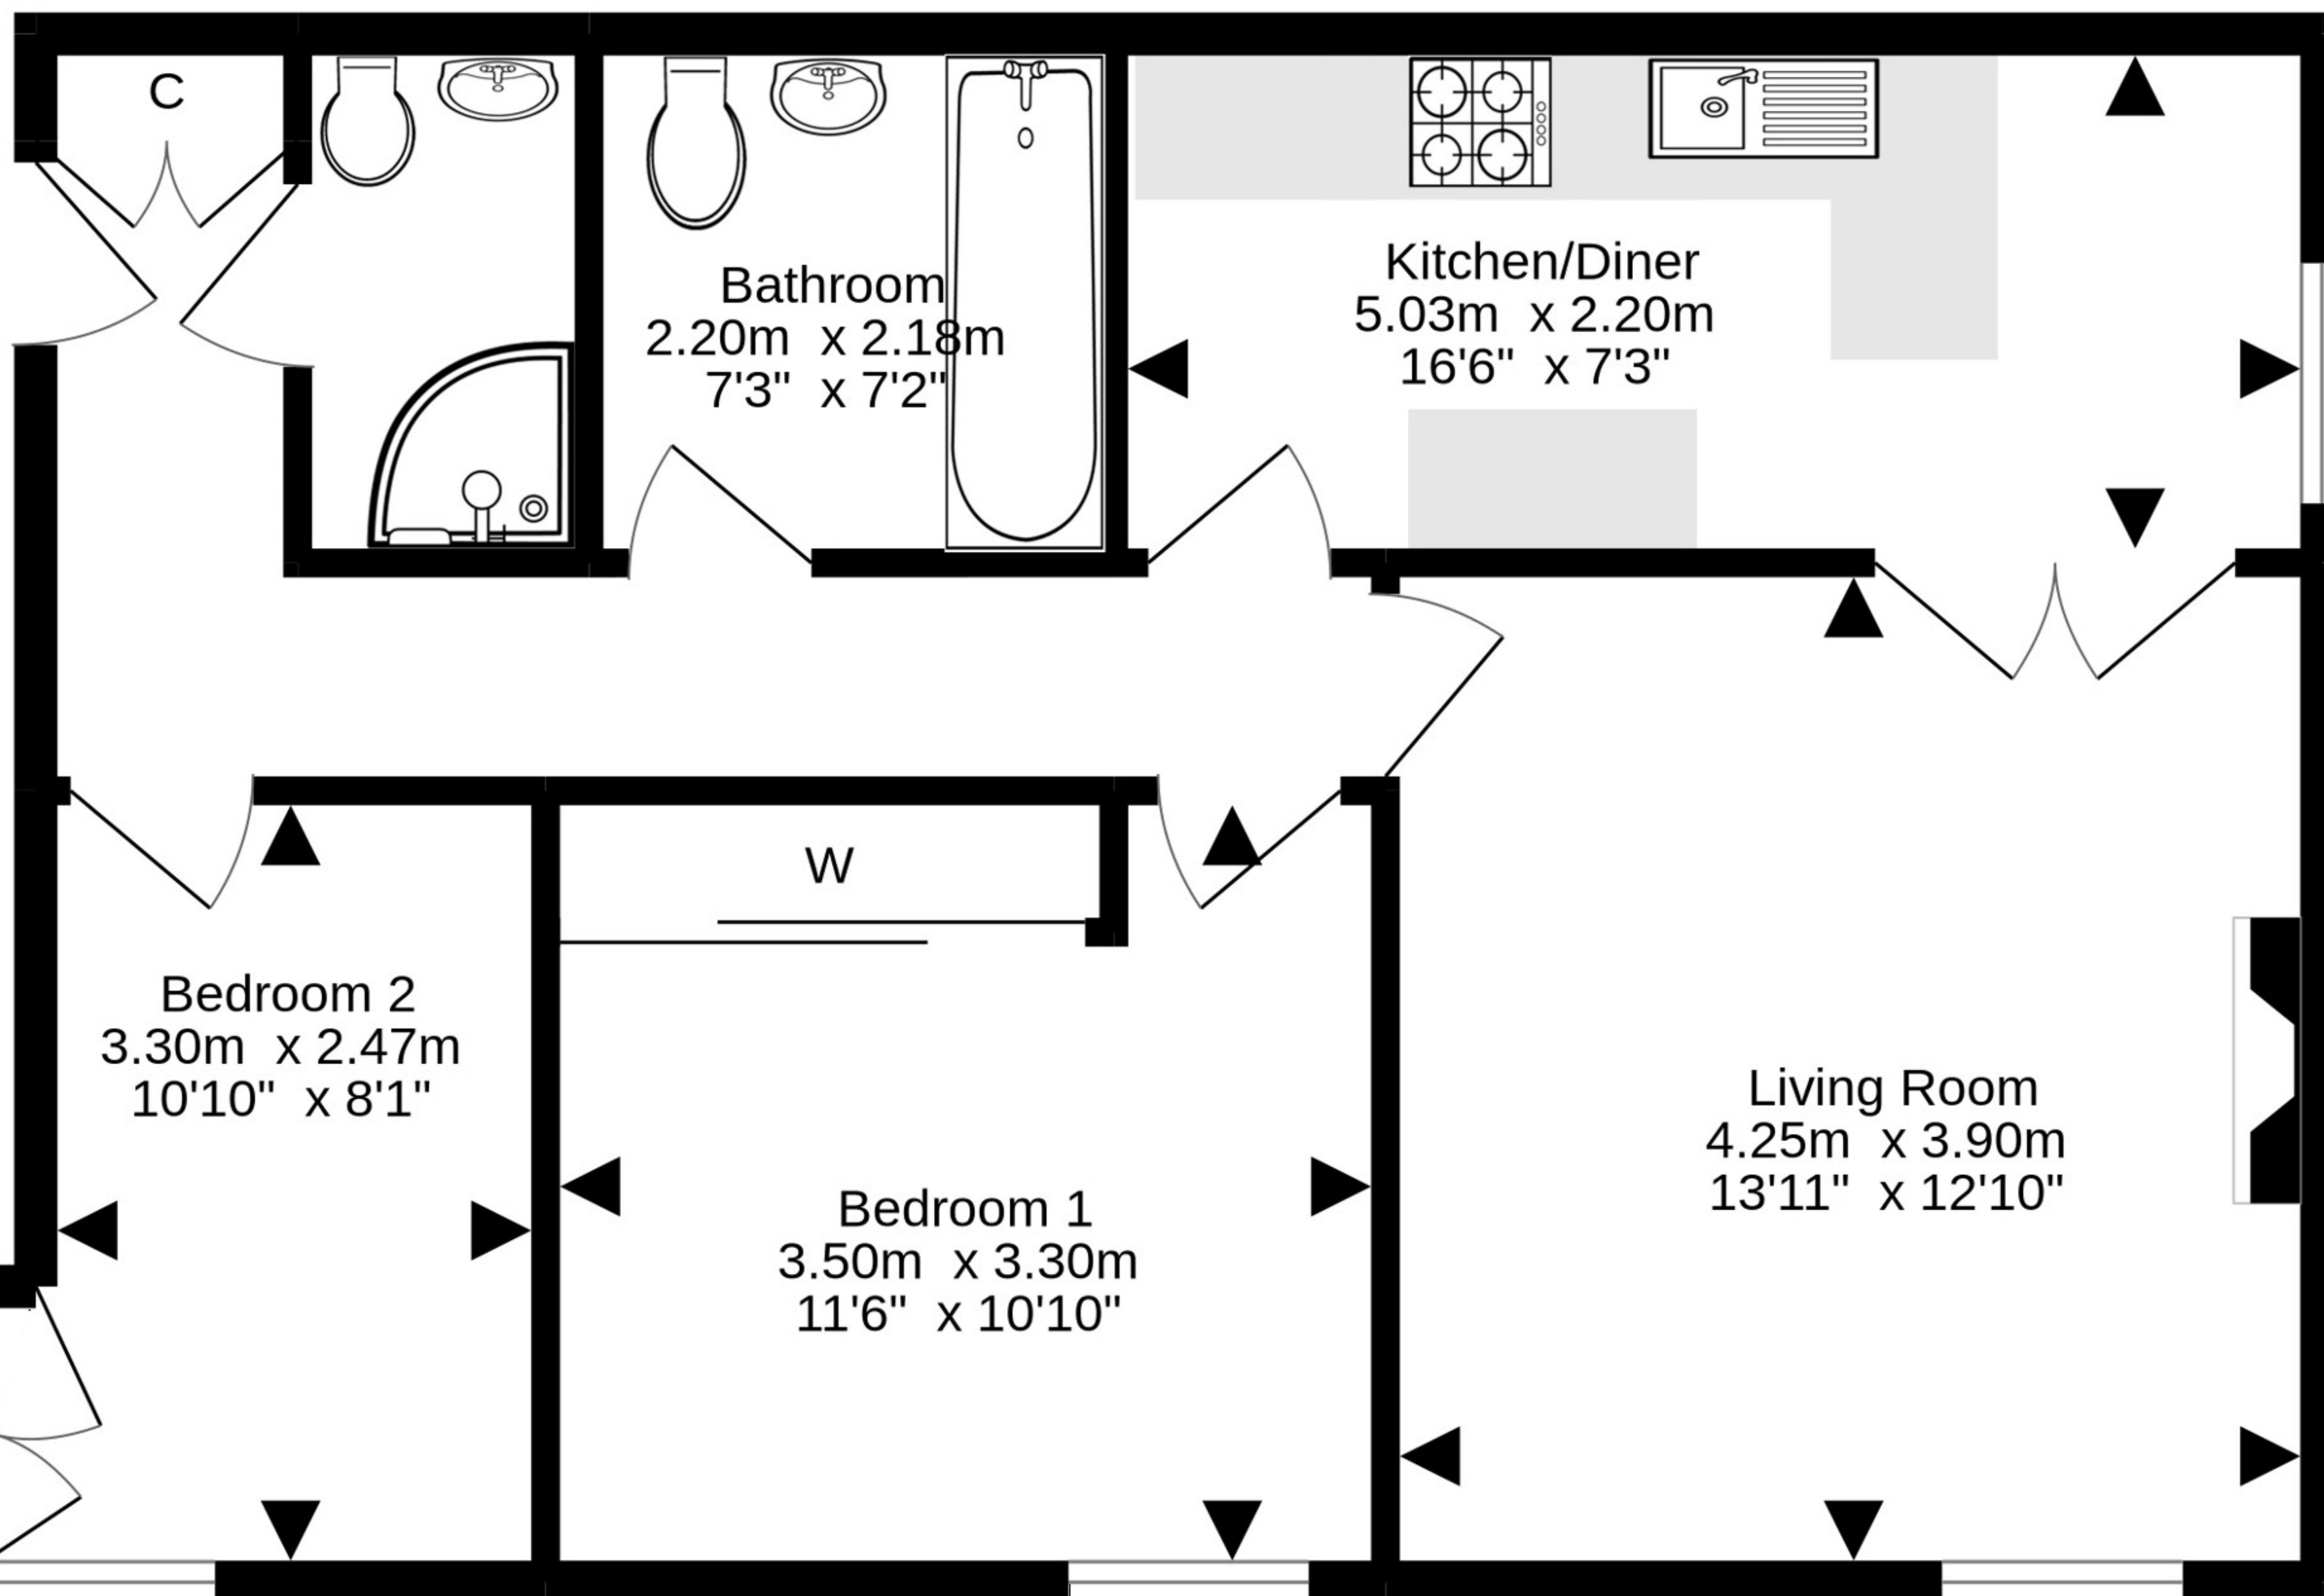 C
Bathroom
2.20m x 2.18m
7'3" x 7'2"
Kitchen/Diner
5.03m x 2.20m
16'6" x 7'3"
W
Bedroom 2
3.30m x 2.47m
10'10" x 8'1"
Bedroom 1
3.50m x 3.30m
11'6" x 10'10"
Living Room
4.25m x 3.90m
13'11" x 12'10"